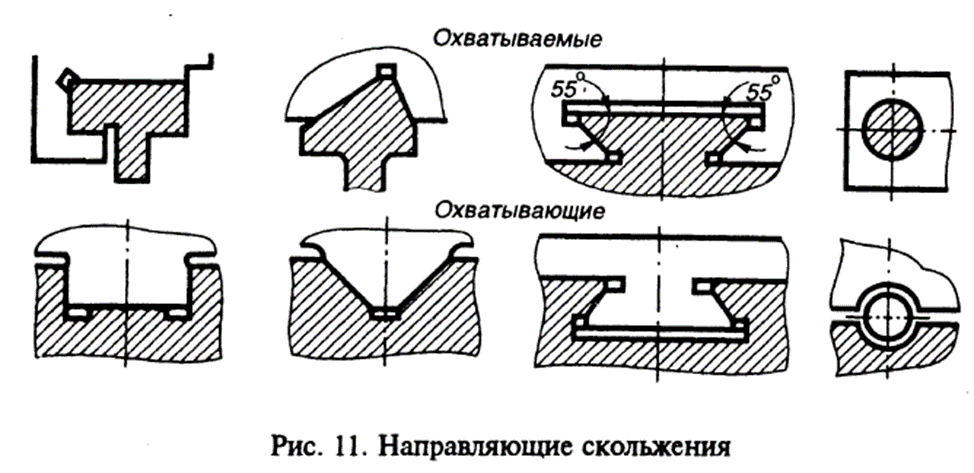 Охватываемые
55° 55°
Охватывающие
Рис. 11. Направляющие скольжения